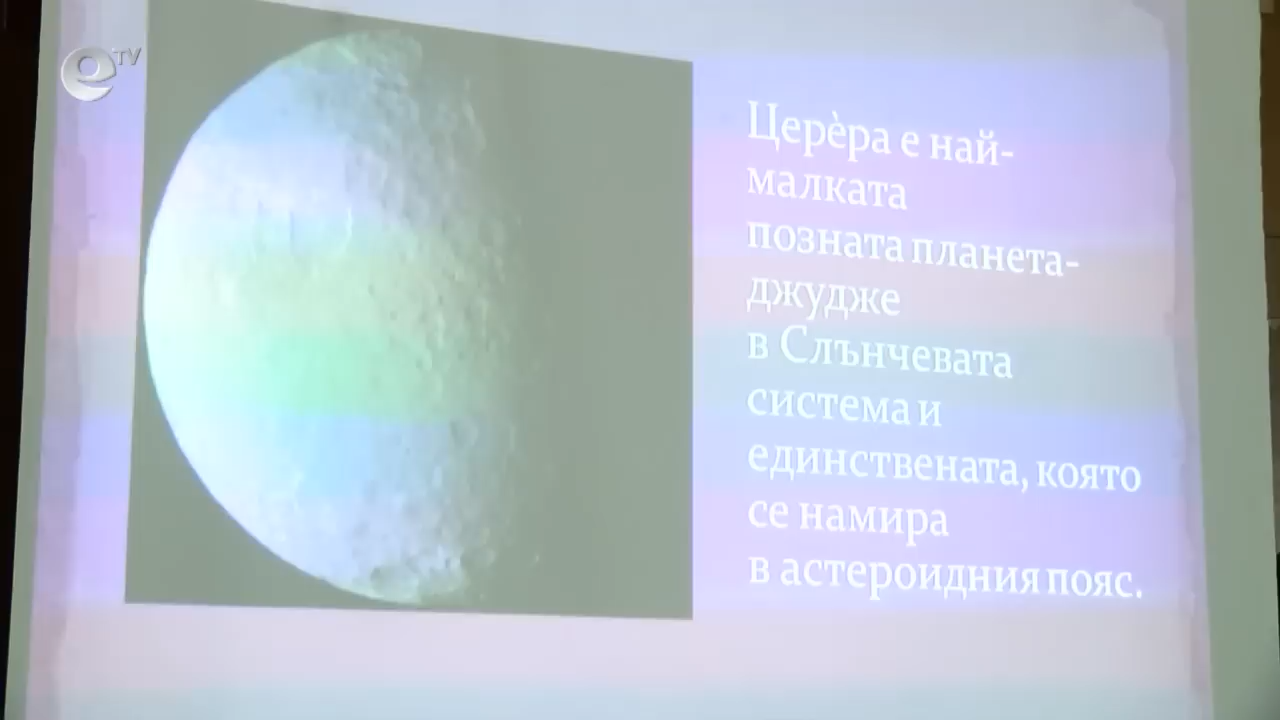 eTV
Церѐра е най-
малката
позната планета-
джудже
в Слънчевата
система и
единствената, която
се намира
в астероидния пояс.